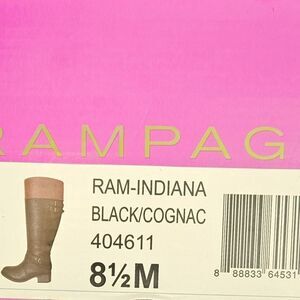 RAMPAG
RAM-INDIANA
BLACK/COGNAC
404611
8½M
8 88833 64531